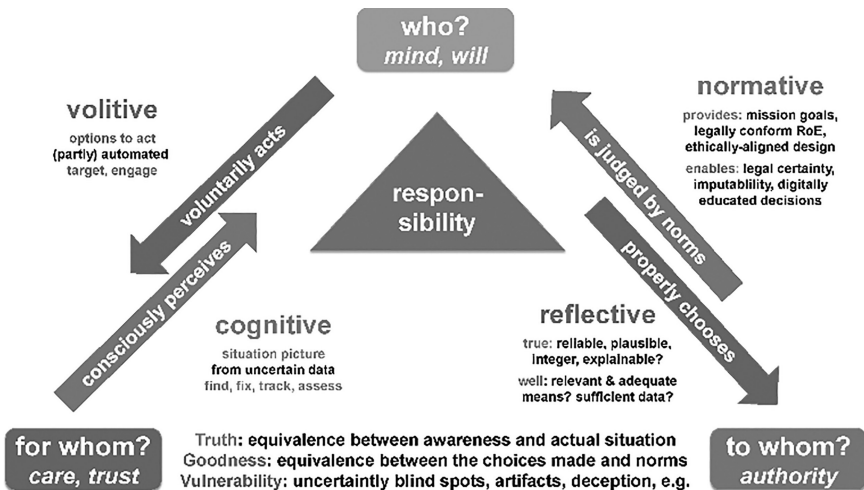 who?
mind, will
volitive
options to act
(partly) automated
target, engage
voluntarily acts
consciously perceives
cognitive
situation picture
from uncertain data
find, fix, track, assess
respon-
sibility
normative
provides: mission goals,
legally conform RoE,
ethically-aligned design
enables: legal certainty,
imputablility, digitally
educated decisions
is judged by norms
properly chooses
reflective
true: reliable, plausible,
integer, explainable?
well: relevant & adequate
means? sufficient data?
for whom?
care, trust
Truth: equivalence between awareness and actual situation
Goodness: equivalence between the choices made and norms
Vulnerability: uncertaintly blind spots, artifacts, deception, e.g.
to whom?
authority